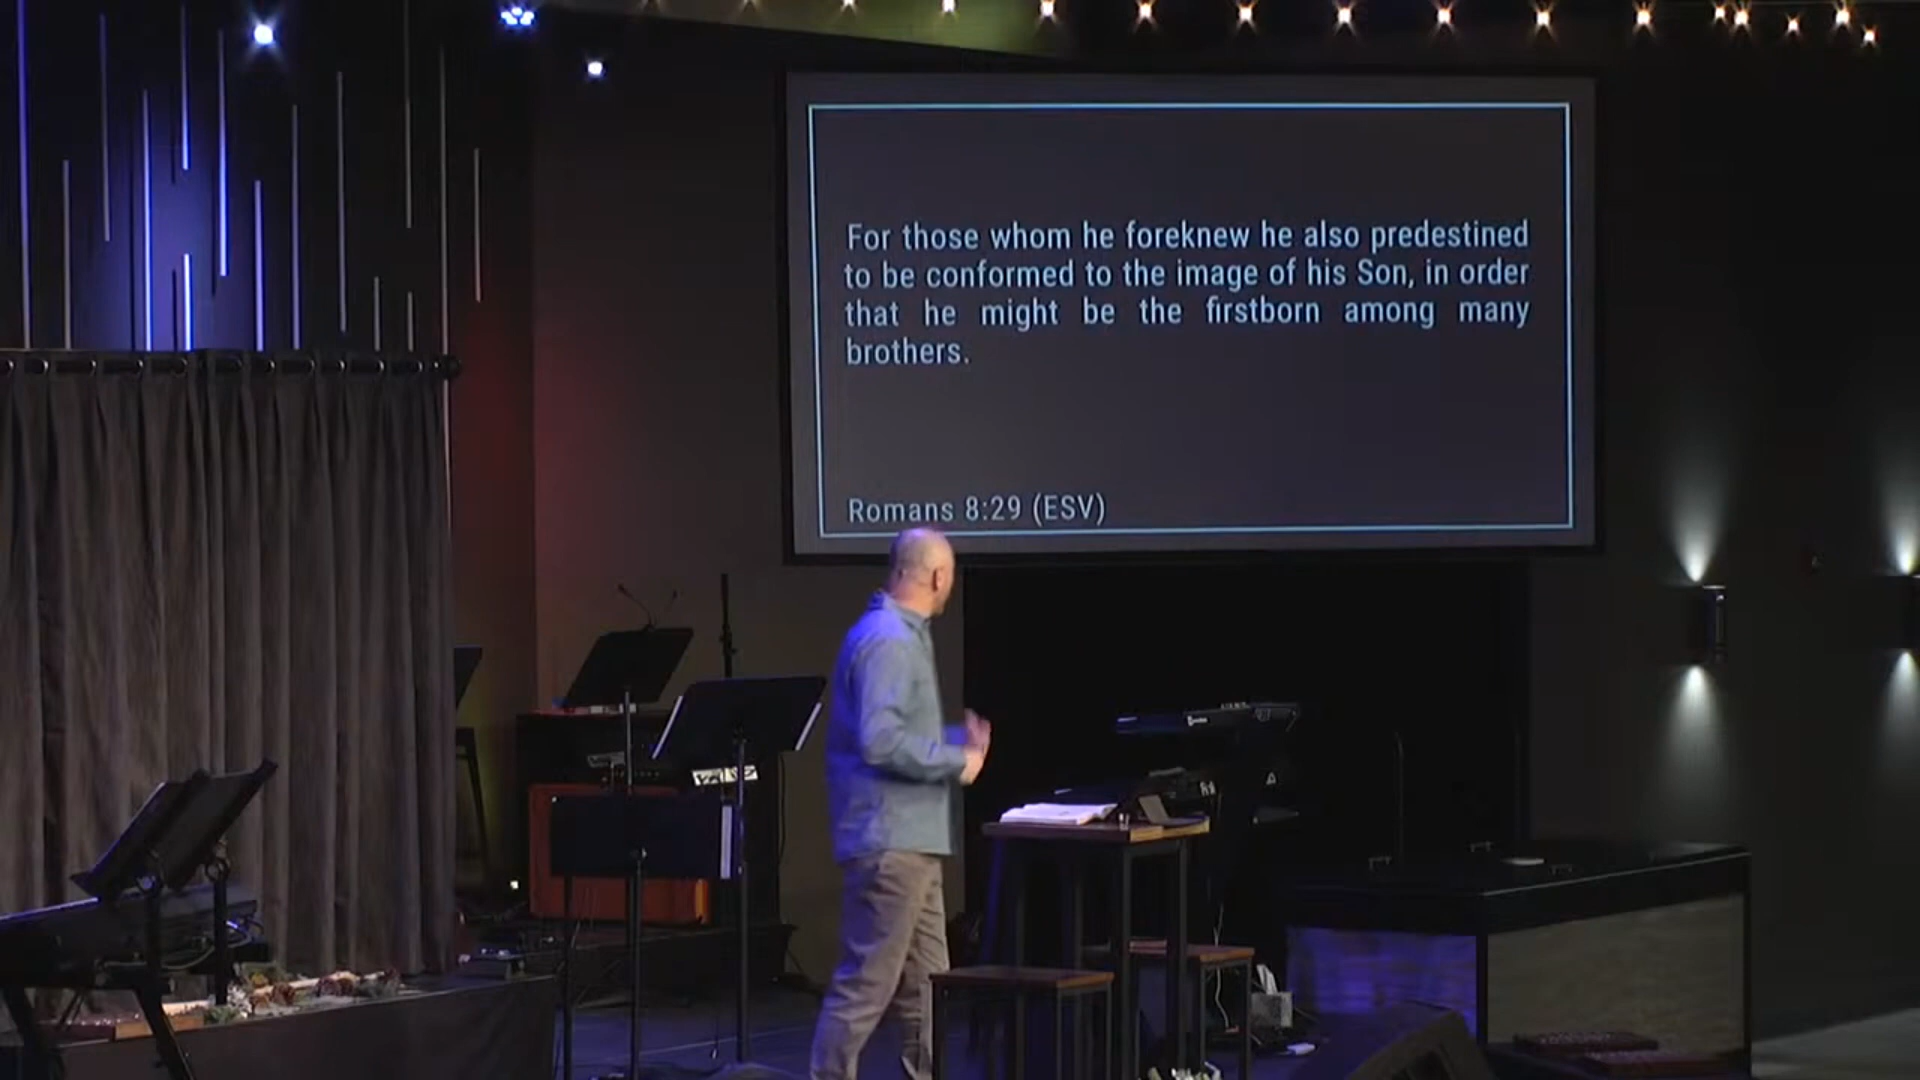 For those whom he foreknew he also predestined
to be conformed to the image of his Son, in order
that he might be the firstborn among many
brothers.
Romans 8:29 (ESV)